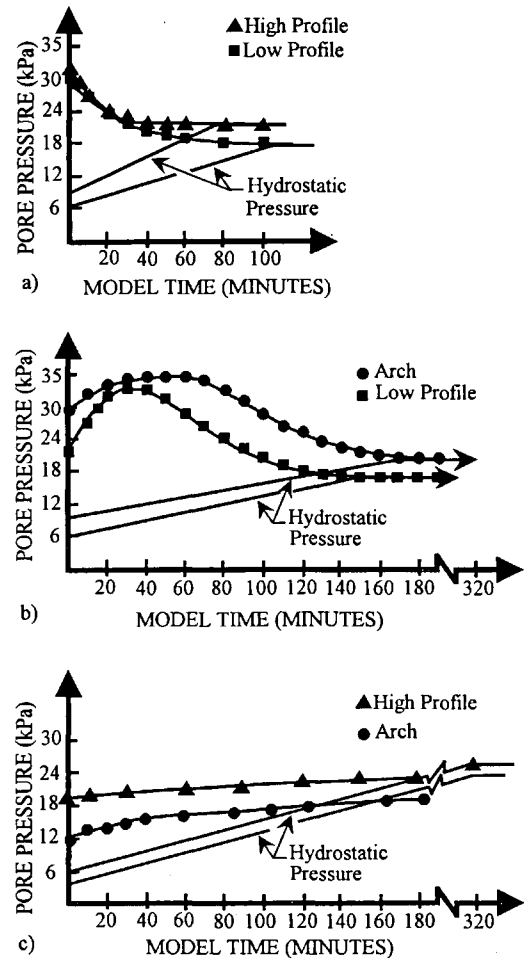 35
29
24
18
12
6
PORE PRESSURE (kPa)
High Profile
Low Profile
Hydrostatic
Pressure
20 40 60 80 100
a)
MODEL TIME (MINUTES)
35
29
24
18
12
6
PORE PRESSURE (kPa)
Arch
Low Profile
Hydrostatic
Pressure
20 40 60 80 100 120 140 160 180 320
b)
MODEL TIME (MINUTES)
30
24
18
12
6
PORE PRESSURE (kPa)
High Profile
Arch
Hydrostatic
Pressure
20 40 60 80 100 120 140 160 180 320
c)
MODEL TIME (MINUTES)